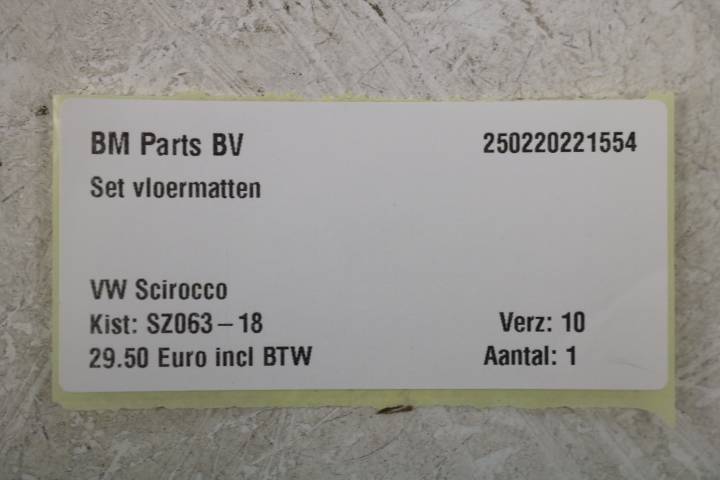 BM Parts BV 250220221554
Set vloermatten
VW Scirocco
Kist: SZ063-18 Verz: 10
29.50 Euro incl BTW Aantal: 1